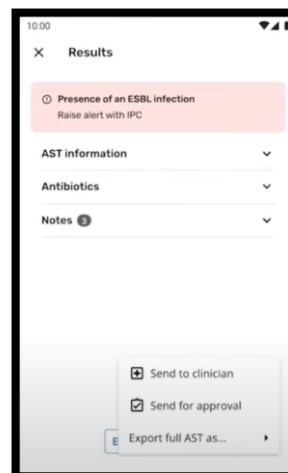 10:00
Results
Presence of an ESBL infection
Raise alert with IPC
AST information
Antibiotics
Notes 3
Send to clinician
Send for approval
Export full AST as...
E